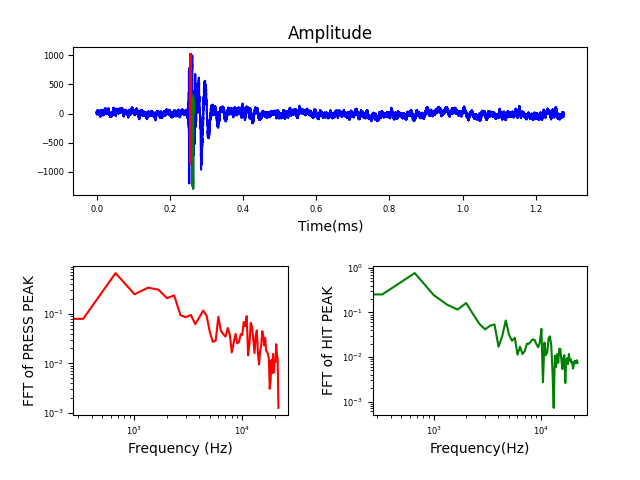 Amplitude
1000
500
0
−500
−1000
0.0 0.2 0.4 0.6 0.8 1.0 1.2
Time(ms)
FFT of PRESS PEAK
10⁻¹
10⁻²
10⁻³
10³ 10⁴
Frequency (Hz)
FFT of HIT PEAK
10⁰
10⁻¹
10⁻²
10⁻³
10³ 10⁴
Frequency(Hz)